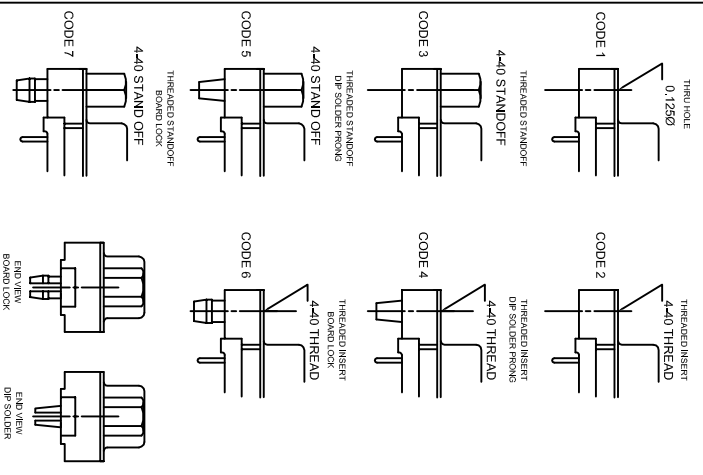 CODE 1
THRU HOLE
0.125Ø
CODE 2
THREADED INSERT
4-40 THREAD
CODE 3
THREADED STANDOFF
4-40 STANDOFF
CODE 4
THREADED INSERT
DIP SOLDER PRONG
4-40 THREAD
CODE 5
THREADED STANDOFF
DIP SOLDER PRONG
4-40 STAND OFF
CODE 6
THREADED INSERT
BOARD LOCK
4-40 THREAD
CODE 7
THREADED STANDOFF
BOARD LOCK
4-40 STAND OFF
END VIEW
BOARD LOCK
END VIEW
DIP SOLDER